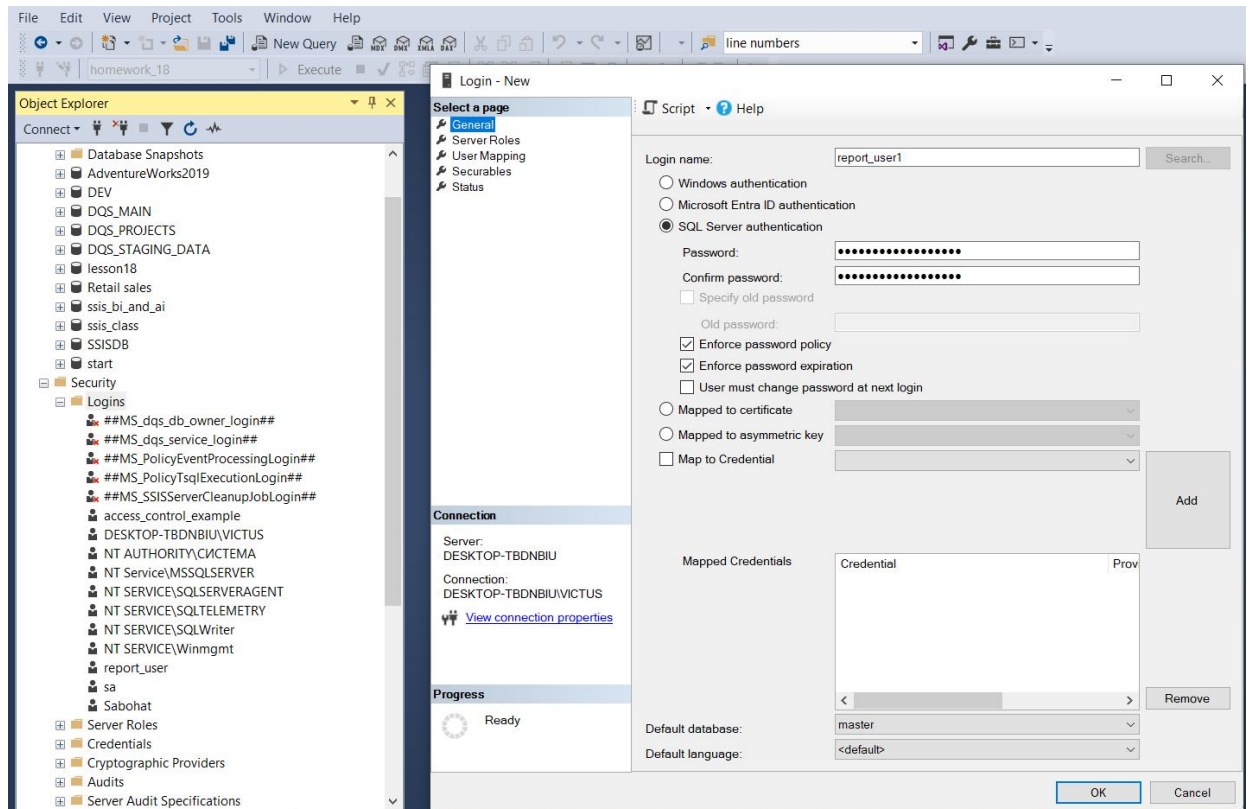 File Edit View Project Tools Window Help
New Query MDX DMX XMLA DAX line numbers
homework_18 Execute
Object Explorer
Connect
Database Snapshots
AdventureWorks2019
DEV
DQS_MAIN
DQS_PROJECTS
DQS_STAGING_DATA
lesson18
Retail sales
ssis_bi_and_ai
ssis_class
SSISDB
start
Security
Logins
##MS_dqs_db_owner_login##
##MS_dqs_service_login##
##MS_PolicyEventProcessingLogin##
##MS_PolicyTsqlExecutionLogin##
##MS_SSISServerCleanupJobLogin##
access_control_example
DESKTOP-TBDNBIU\VICTUS
NT AUTHORITY\СИСТЕМА
NT Service\MSSQLSERVER
NT SERVICE\SQLSERVERAGENT
NT SERVICE\SQLTELEMETRY
NT SERVICE\SQLWriter
NT SERVICE\Winmgmt
report_user
sa
Sabohat
Server Roles
Credentials
Cryptographic Providers
Audits
Server Audit Specifications
Login - New
Select a page
General
Server Roles
User Mapping
Securables
Status
Connection
Server:
DESKTOP-TBDNBIU
Connection:
DESKTOP-TBDNBIU\VICTUS
View connection properties
Progress
Ready
Script Help
Login name: report_user1 Search...
Windows authentication
Microsoft Entra ID authentication
SQL Server authentication
Password: ●●●●●●●●●●●●●●●●●●
Confirm password: ●●●●●●●●●●●●●●●●●●
Specify old password
Old password:
Enforce password policy
Enforce password expiration
User must change password at next login
Mapped to certificate
Mapped to asymmetric key
Map to Credential
Add
Mapped Credentials Credential Prov
Remove
Default database: master
Default language: <default>
OK Cancel